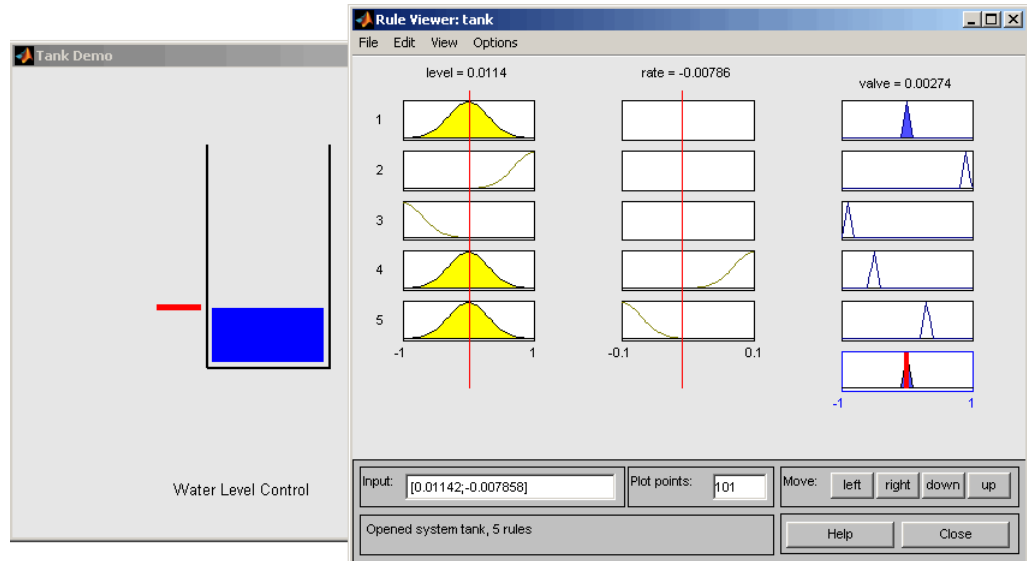 Tank Demo
Water Level Control
Rule Viewer: tank
File Edit View Options
level = 0.0114 rate = -0.00786 valve = 0.00274
1
2
3
4
5
-1 1 -0.1 0.1
-1 1
Input: [0.01142;-0.007858] Plot points: 101 Move: left right down up
Opened system tank, 5 rules Help Close